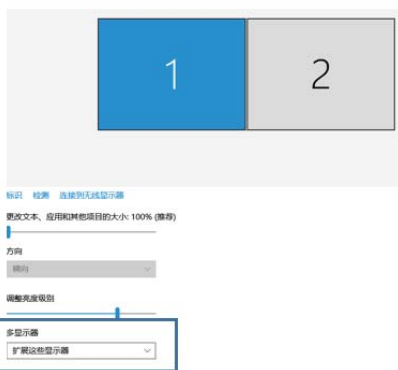 1
2
标识 检测 连接到无线显示器
更改文本、应用和其他项目的大小: 100% (推荐)
方向
横向
调整亮度级别
多显示器
扩展这些显示器